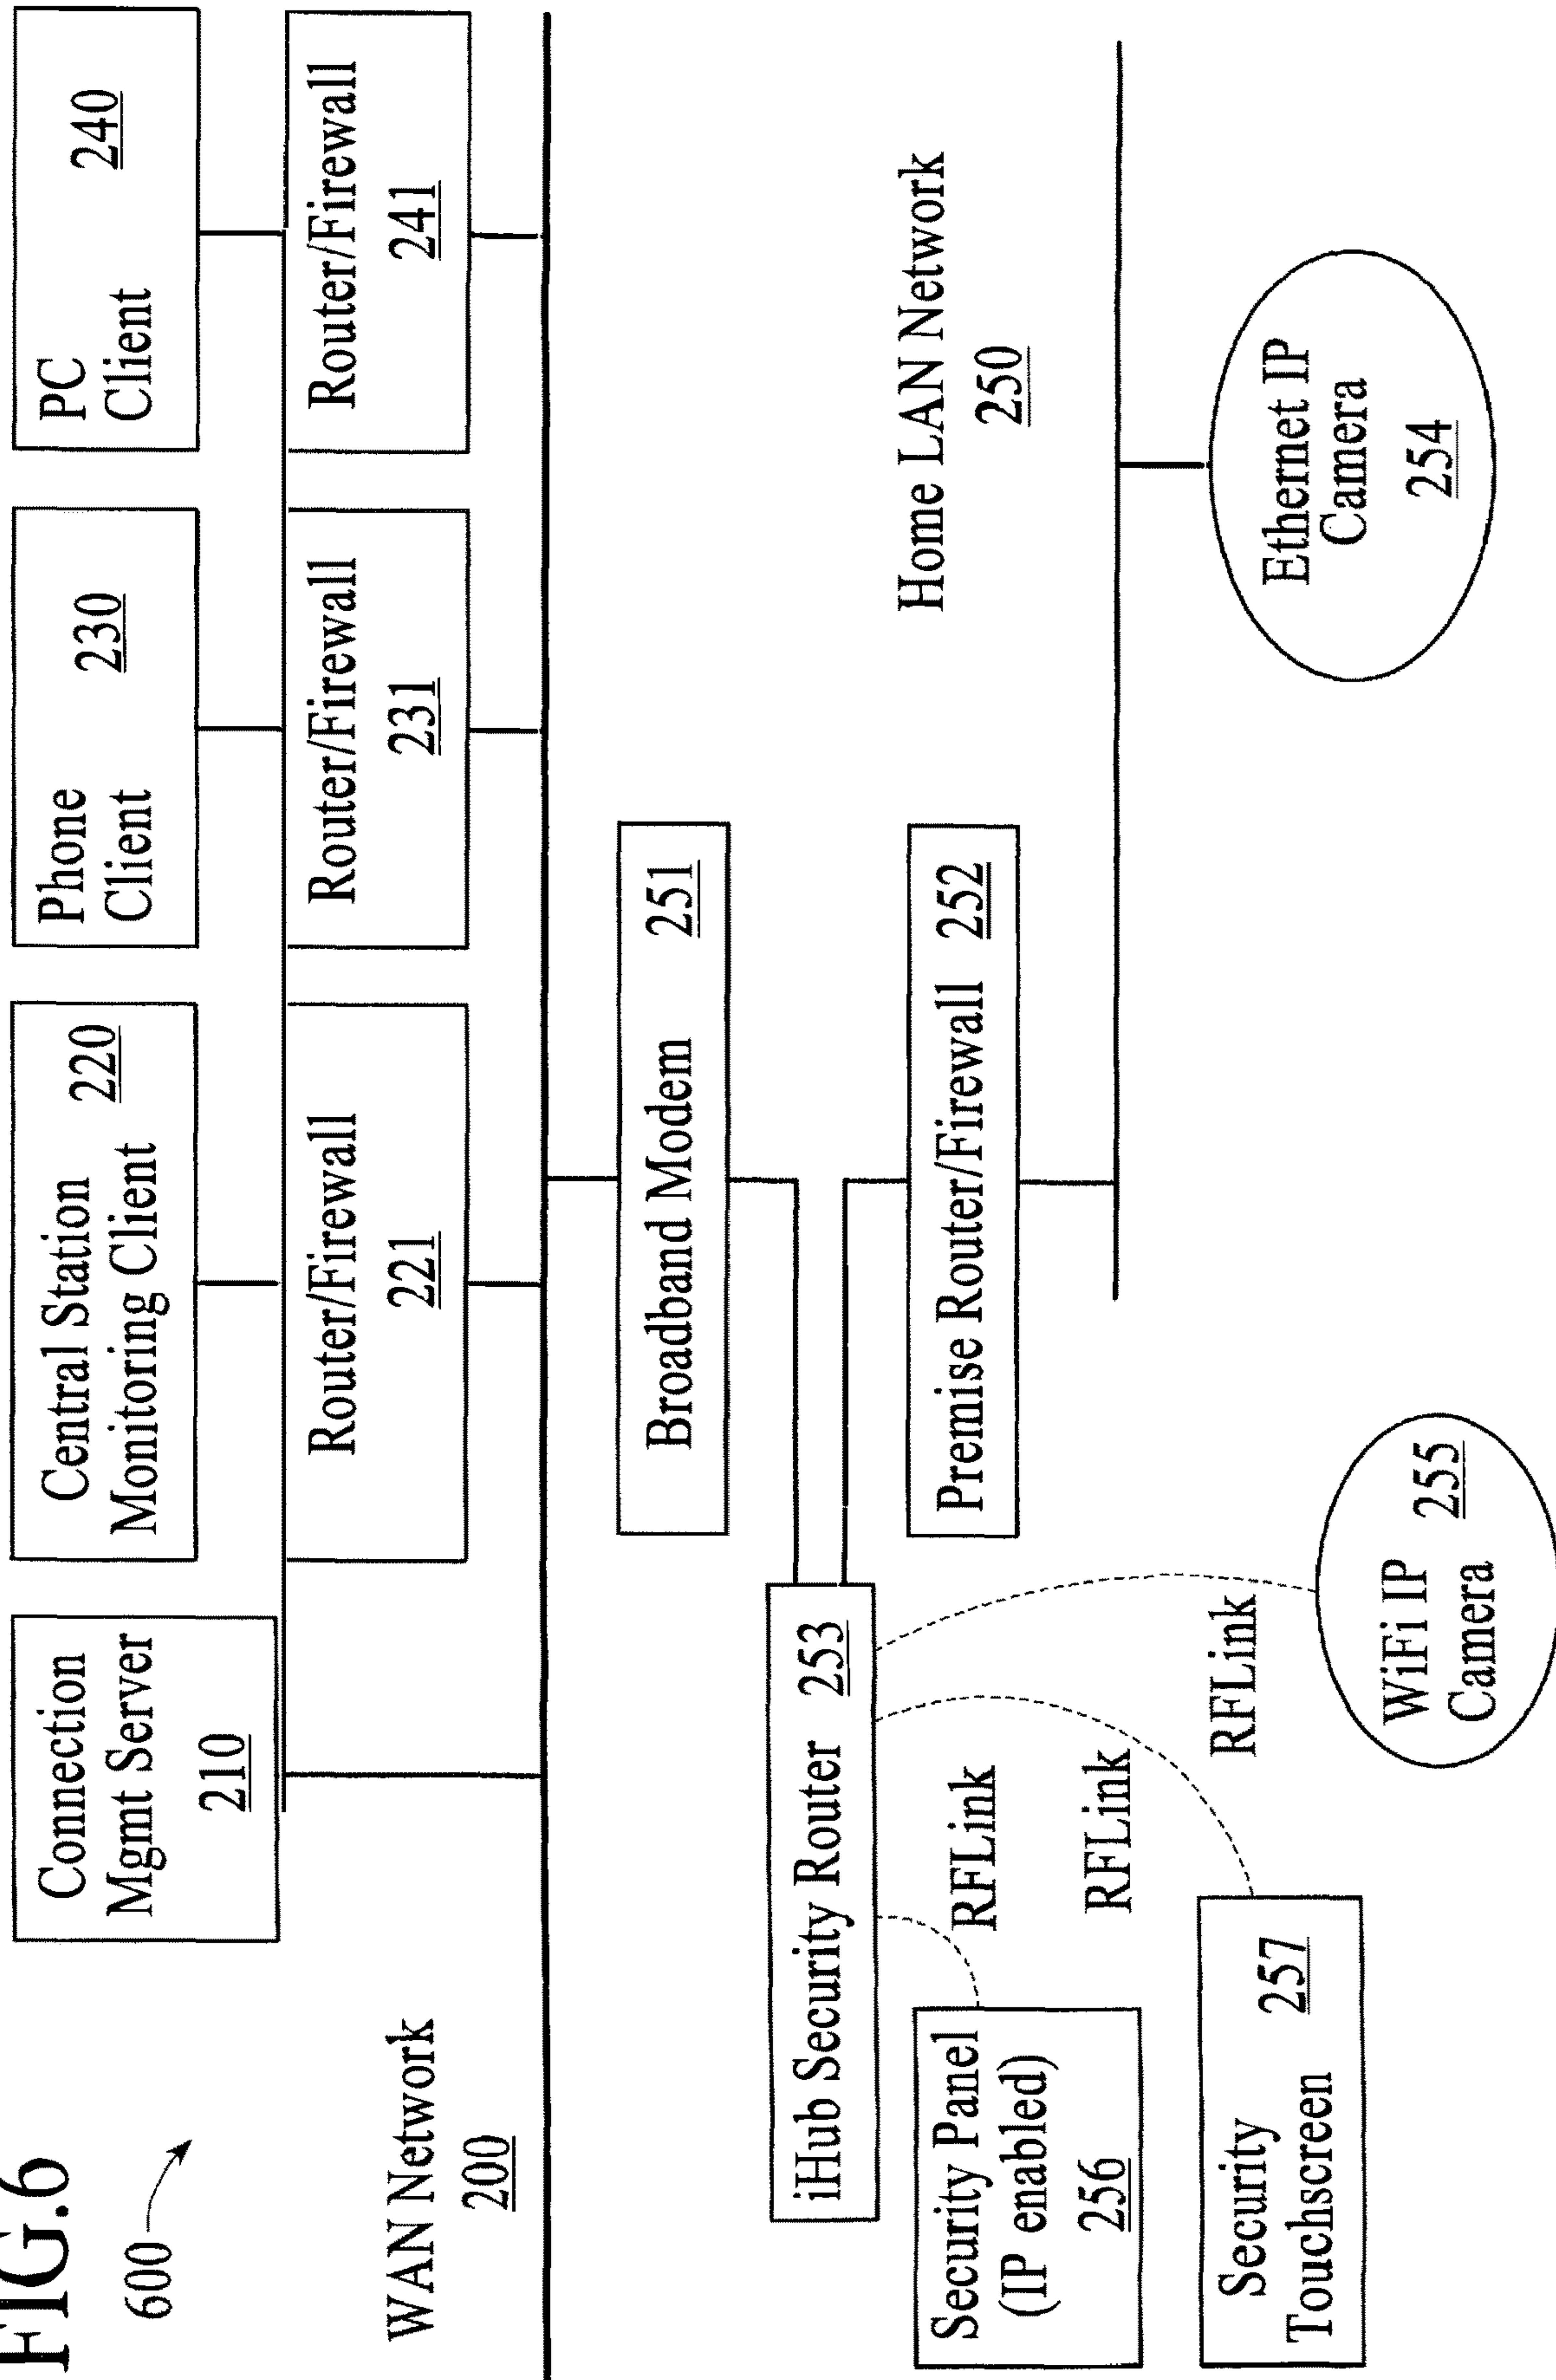 FIG.6
600
Connection
Mgmt Server
210
Central Station
Monitoring Client
220
Phone
Client
230
PC
Client
240
Router/Firewall
221
Router/Firewall
231
Router/Firewall
241
WAN Network
200
Broadband Modem 251
iHub Security Router 253
Premise Router/Firewall 252
Home LAN Network
250
Security Panel
(IP enabled)
256
RFLink
RFLink
RFLink
Security
Touchscreen
257
WiFi IP
Camera
255
Ethernet IP
Camera
254